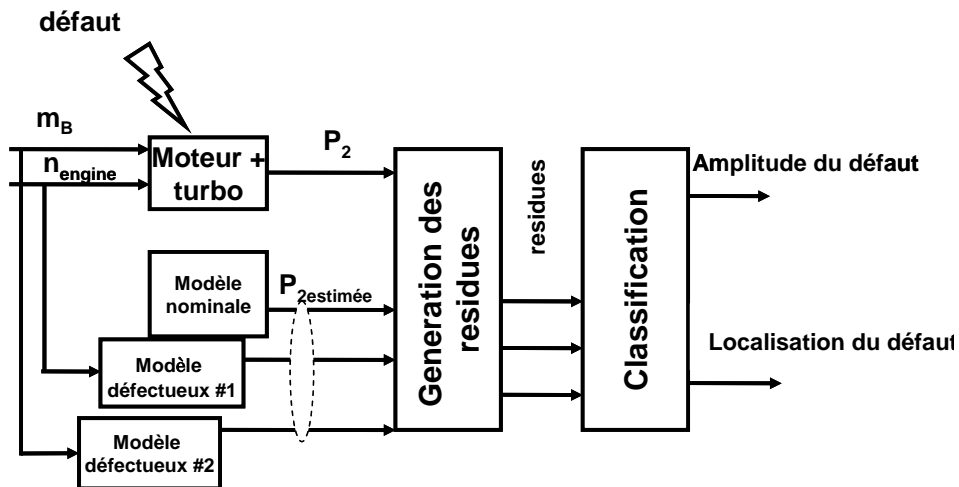 défaut
m_B
n_engine
Moteur +
turbo
P_2
Modèle
nominale
P_2estimée
Modèle
défectueux #1
Modèle
défectueux #2
Generation des
residues
residues
Classification
Amplitude du défaut
Localisation du défaut